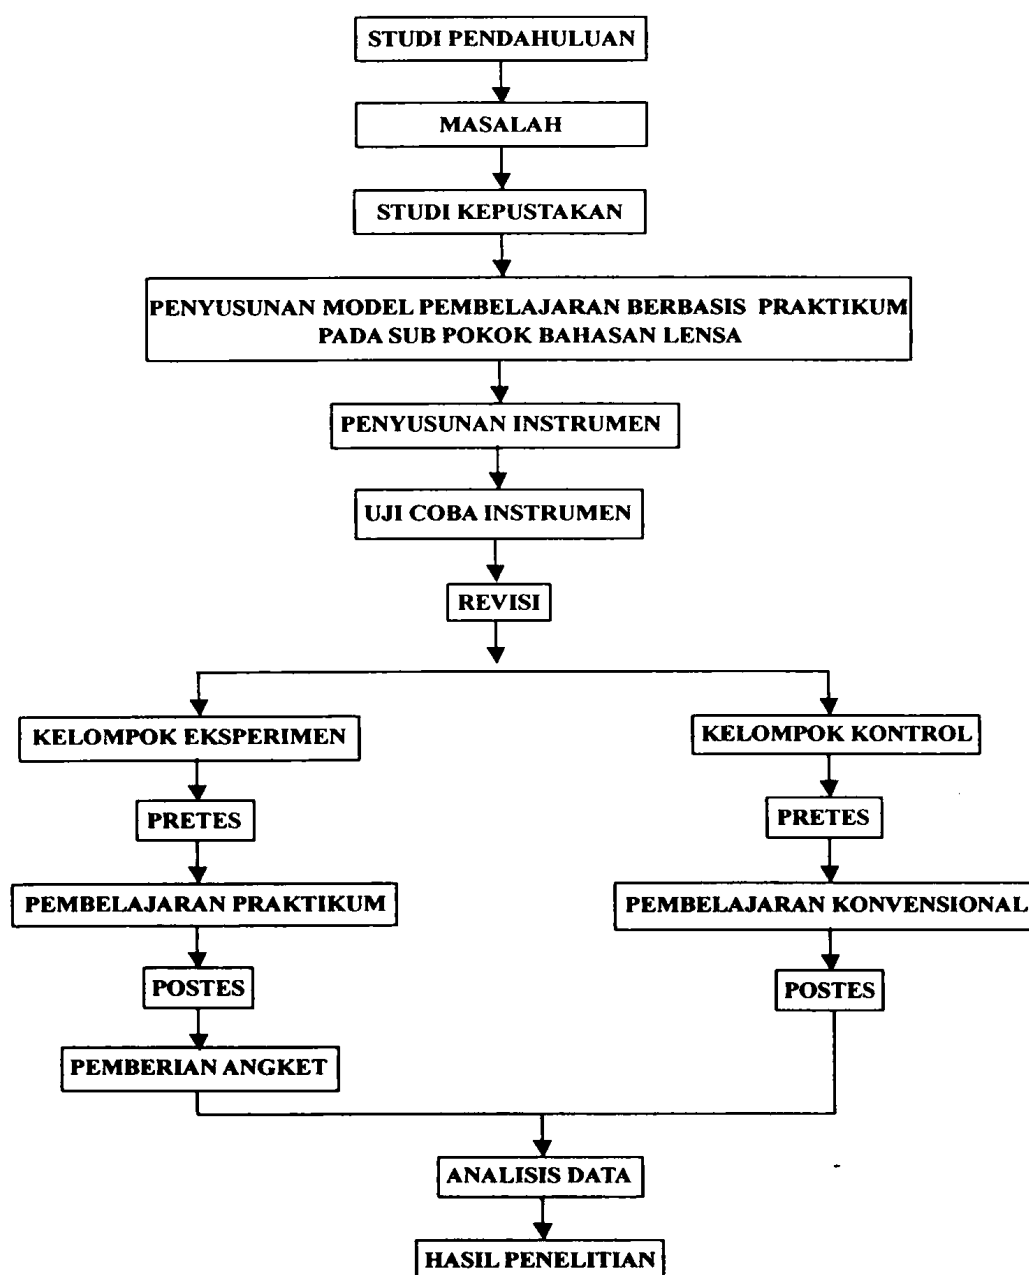 STUDI PENDAHULUAN
MASALAH
STUDI KEPUSTAKAN
PENYUSUNAN MODEL PEMBELAJARAN BERBASIS PRAKTIKUM
PADA SUB POKOK BAHASAN LENSA
PENYUSUNAN INSTRUMEN
UJI COBA INSTRUMEN
REVISI
KELOMPOK EKSPERIMEN
PRETES
PEMBELAJARAN PRAKTIKUM
POSTES
PEMBERIAN ANGKET
KELOMPOK KONTROL
PRETES
PEMBELAJARAN KONVENSIONAL
POSTES
ANALISIS DATA
HASIL PENELITIAN